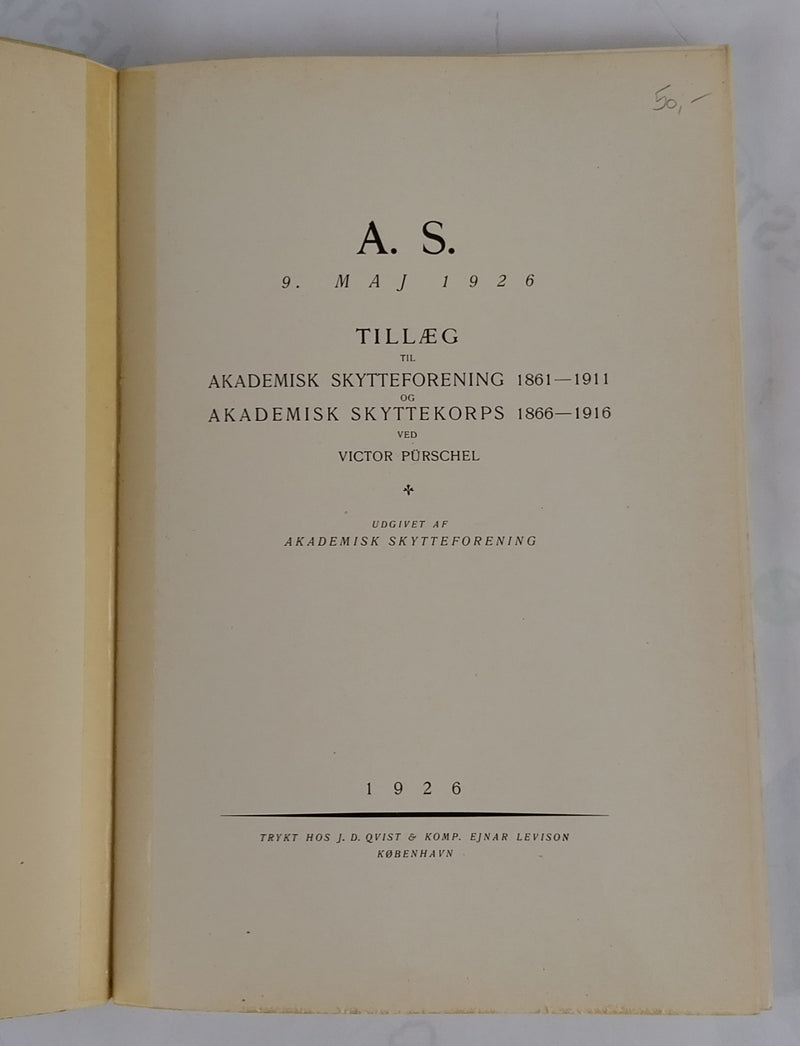 50,-
A. S.
9. MAJ 1926
TILLÆG
TIL
AKADEMISK SKYTTEFORENING 1861—1911
OG
AKADEMISK SKYTTEKORPS 1866—1916
VED
VICTOR PÜRSCHEL
UDGIVET AF
AKADEMISK SKYTTEFORENING
1926
TRYKT HOS J. D. QVIST & KOMP. EJNAR LEVISON
KØBENHAVN